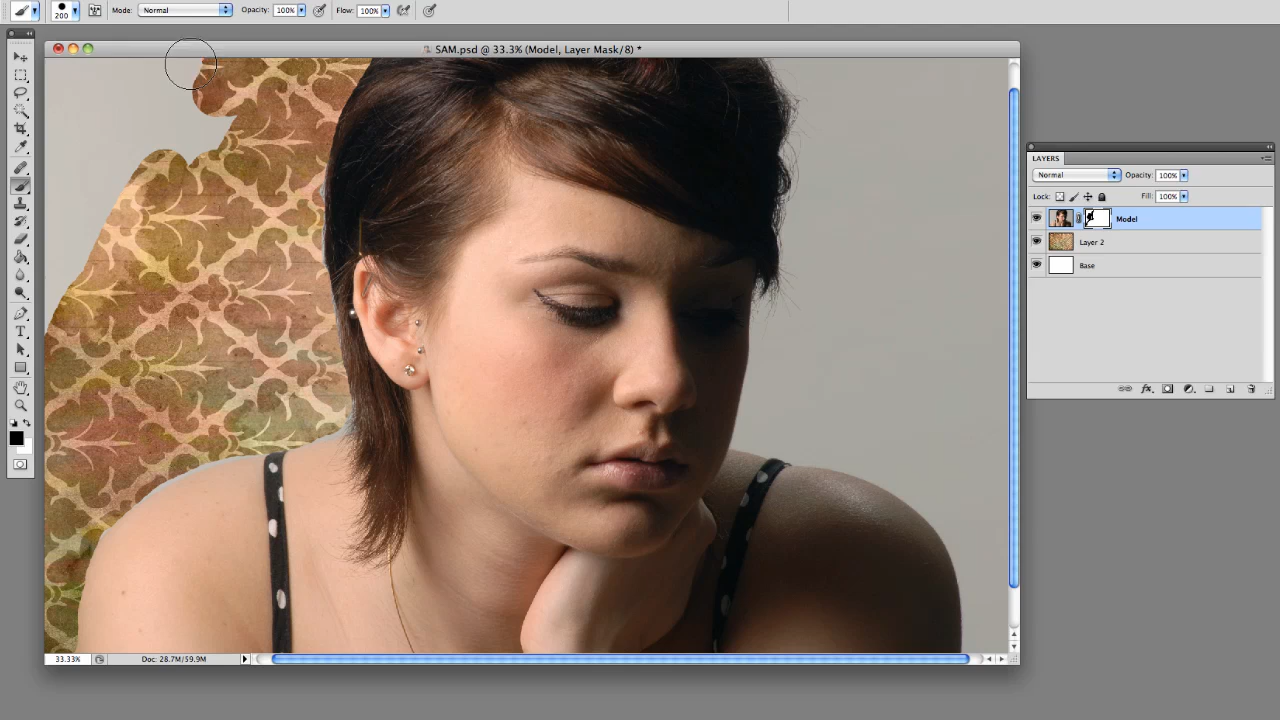 200
Mode: Normal
Opacity: 100%
Flow: 100%
SAM.psd @ 33.3% (Model, Layer Mask/8) *
LAYERS
Normal
Opacity: 100%
Lock:
Fill: 100%
Model
Layer 2
Base
T
33.33%
Doc: 28.7M/59.9M